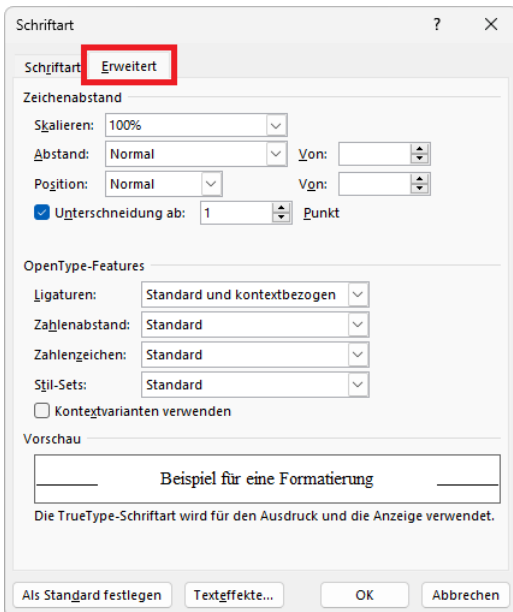 Schriftart ? ×
Schriftart Erweitert
Zeichenabstand
Skalieren: 100%
Abstand: Normal Von:
Position: Normal Von:
Unterschneidung ab: 1 Punkt
OpenType-Features
Ligaturen: Standard und kontextbezogen
Zahlenabstand: Standard
Zahlenzeichen: Standard
Stil-Sets: Standard
Kontextvarianten verwenden
Vorschau
Beispiel für eine Formatierung
Die TrueType-Schriftart wird für den Ausdruck und die Anzeige verwendet.
Als Standard festlegen Texteffekte... OK Abbrechen